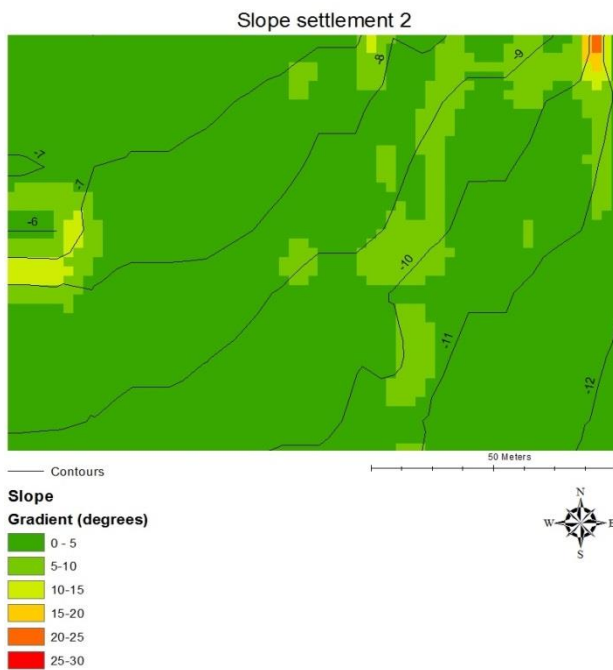 Slope settlement 2
-8
-9
-7
-7
-6
-10
-11
-12
50 Meters
Contours
Slope
Gradient (degrees)
0 - 5
5-10
10-15
15-20
20-25
25-30
N
W
E
S